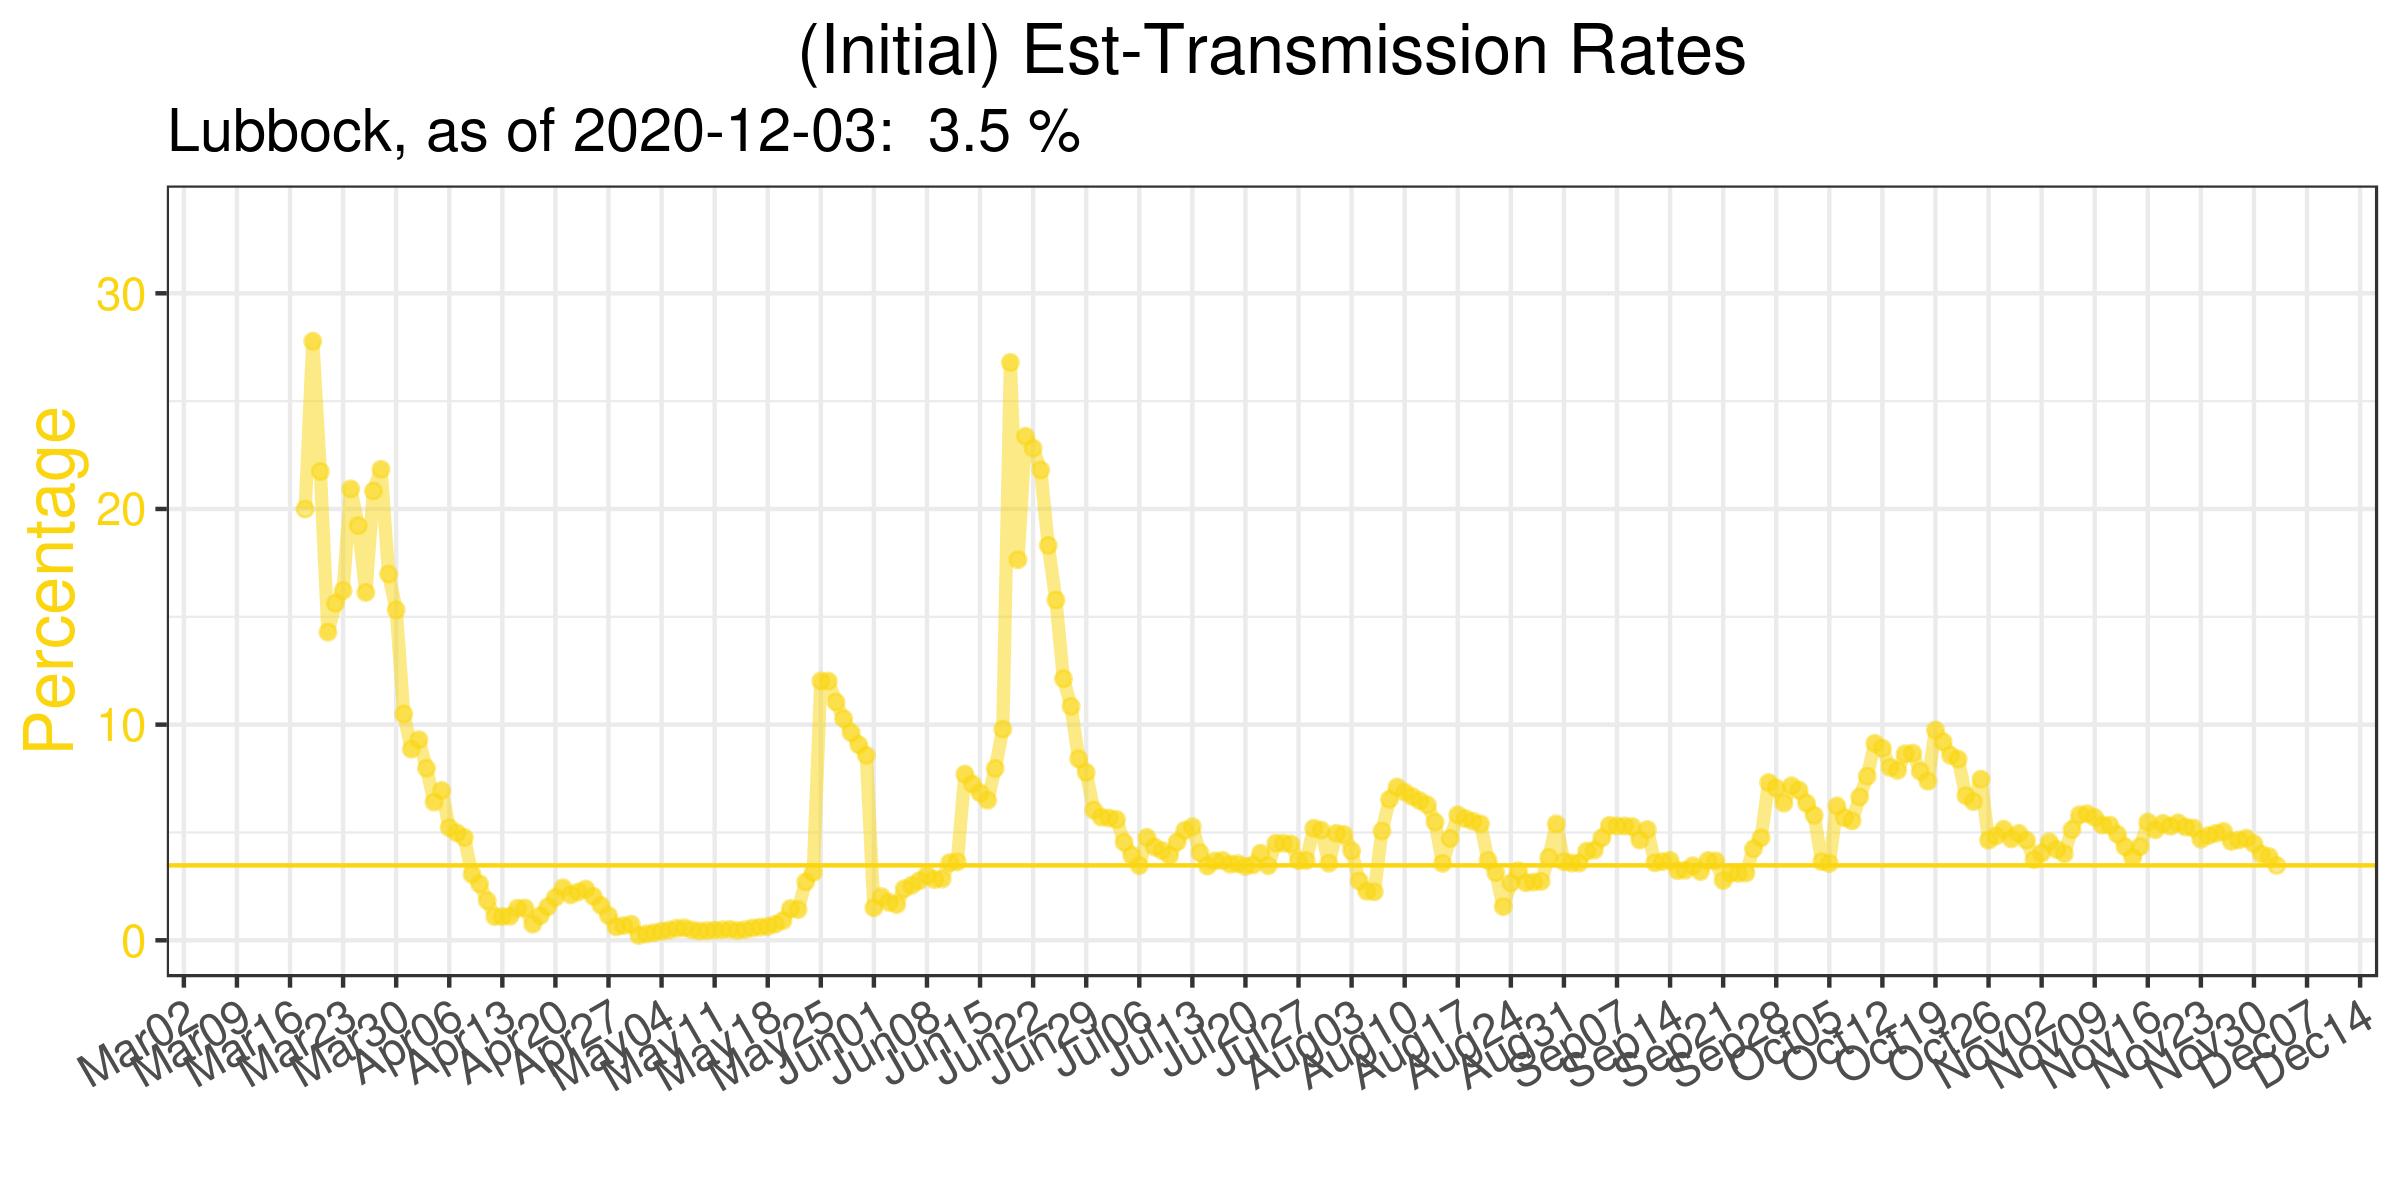 (Initial) Est-Transmission Rates
Lubbock, as of 2020-12-03:  3.5 %
Percentage
30
20
10
0
Mar02
Mar09
Mar16
Mar23
Mar30
Apr06
Apr13
Apr20
Apr27
May04
May11
May18
May25
Jun01
Jun08
Jun15
Jun22
Jun29
Jul06
Jul13
Jul20
Jul27
Aug03
Aug10
Aug17
Aug24
Aug31
Sep07
Sep14
Sep21
Sep28
Oct05
Oct12
Oct19
Oct26
Nov02
Nov09
Nov16
Nov23
Nov30
Dec07
Dec14